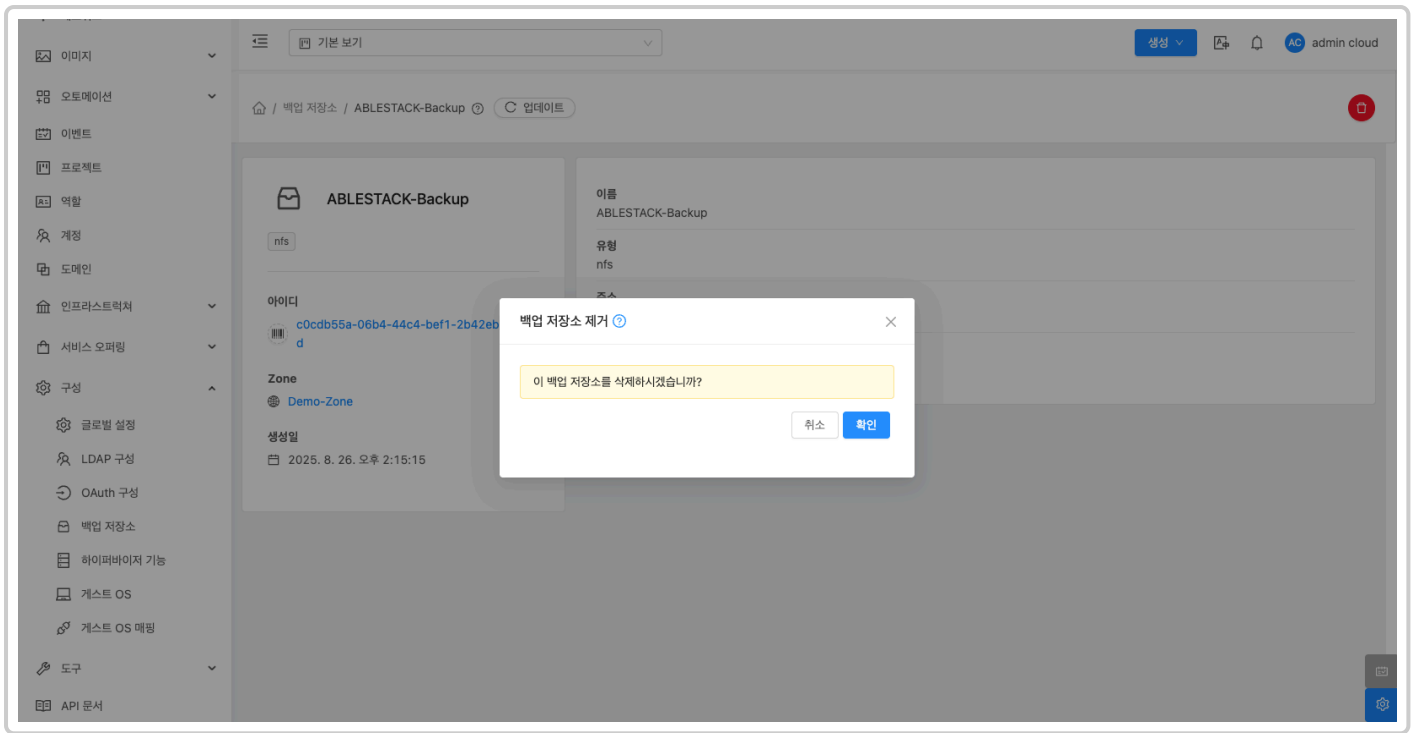 이미지
오토메이션
이벤트
프로젝트
역할
계정
도메인
인프라스트럭쳐
서비스 오퍼링
구성
글로벌 설정
LDAP 구성
OAuth 구성
백업 저장소
하이퍼바이저 기능
게스트 OS
게스트 OS 매핑
도구
API 문서
기본 보기
생성
AC admin cloud
/ 백업 저장소 / ABLESTACK-Backup 업데이트
ABLESTACK-Backup
nfs
아이디
c0cdb55a-06b4-44c4-bef1-2b42eb
d
Zone
Demo-Zone
생성일
2025. 8. 26. 오후 2:15:15
이름
ABLESTACK-Backup
유형
nfs
주소
백업 저장소 제거
이 백업 저장소를 삭제하시겠습니까?
취소 확인